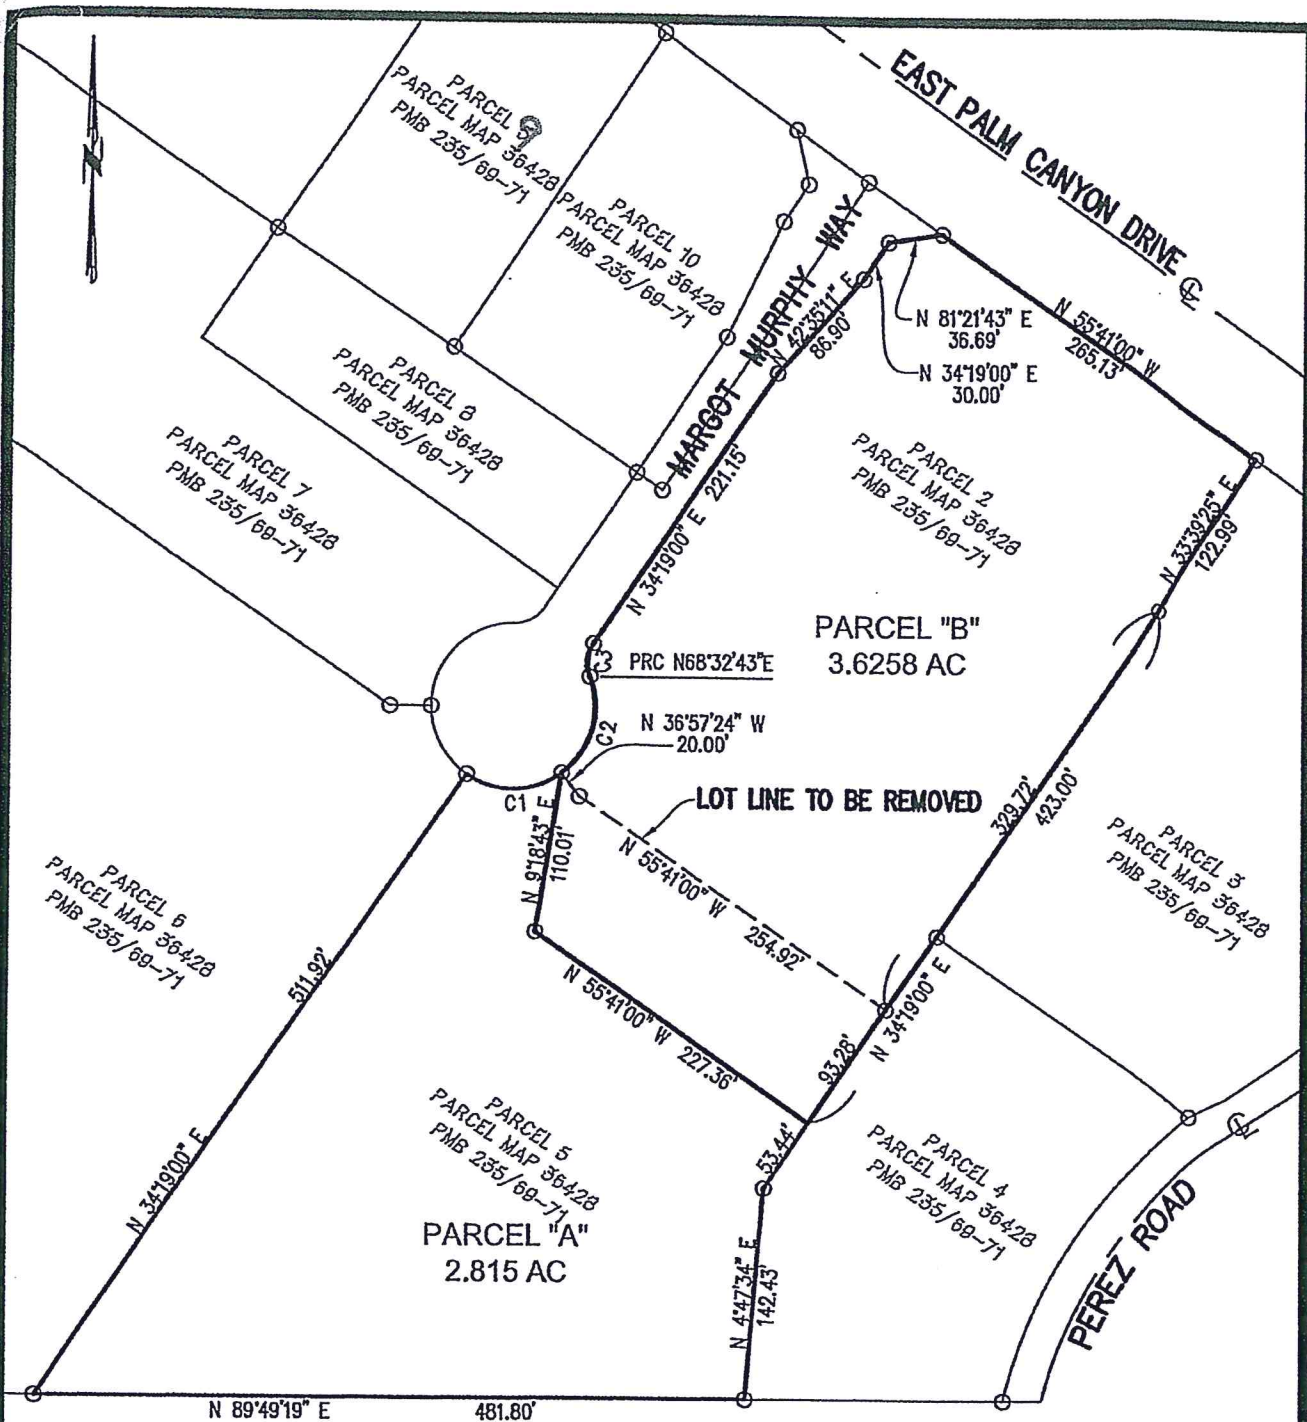 EAST PALM CANYON DRIVE ℄
PARCEL 9
PARCEL MAP 36428
PMB 235/69-71
N
PARCEL 10
PARCEL MAP 36428
PMB 235/69-71
MARGOT MURPHY WAY
N 42°35'11" E
86.90'
N 81°21'43" E
36.69'
N 34°19'00" E
30.00'
N 55°41'00" W
265.13'
PARCEL 8
PARCEL MAP 36428
PMB 235/69-71
PARCEL 7
PARCEL MAP 36428
PMB 235/69-71
N 34°19'00" E 221.15'
PARCEL 2
PARCEL MAP 36428
PMB 235/69-71
N 33°39'25" E
122.99'
PARCEL "B"
3.6258 AC
C3
PRC N68°32'43"E
C2
N 36°57'24" W
20.00'
LOT LINE TO BE REMOVED
C1
N 9°18'43" E
110.01'
N 55°41'00" W 254.92'
329.72'
423.00'
PARCEL 3
PARCEL MAP 36428
PMB 235/69-71
PARCEL 6
PARCEL MAP 36428
PMB 235/69-71
511.92'
N 34°19'00" E
N 55°41'00" W 227.36'
93.28'
N 34°19'00" E
53.44'
PARCEL 5
PARCEL MAP 36428
PMB 235/69-71
PARCEL "A"
2.815 AC
PARCEL 4
PARCEL MAP 36428
PMB 235/69-71
℄
PEREZ ROAD
N 4°47'34" E
142.43'
N 89°49'19" E 481.80'